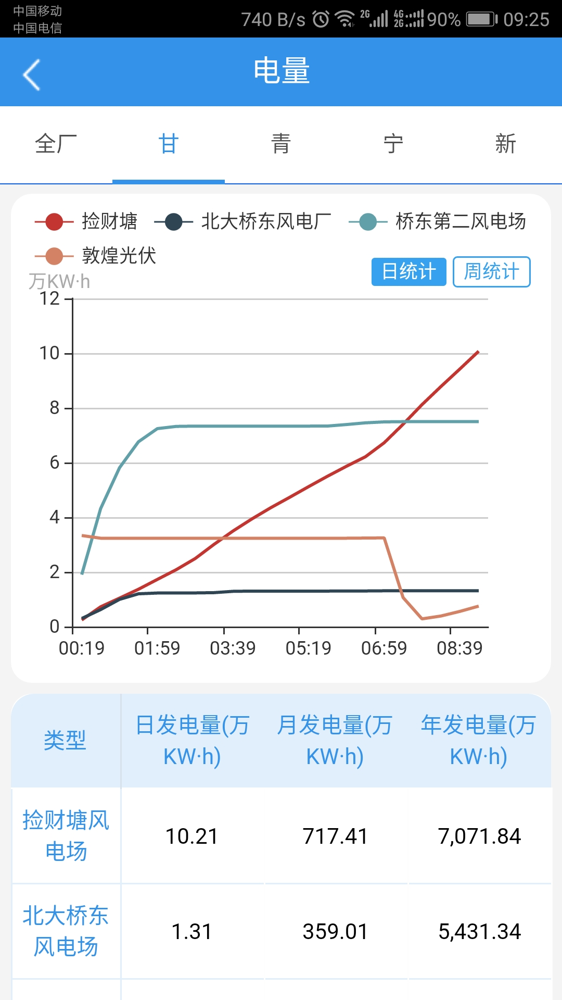 中国移动
中国电信
740 B/s 2G 4G 2G 90% 09:25
电量
全厂 甘 青 宁 新
捡财塘 北大桥东风电厂 桥东第二风电场
敦煌光伏
日统计 周统计
万KW·h
12
10
8
6
4
2
0
00:19 01:59 03:39 05:19 06:59 08:39
类型 日发电量(万KW·h) 月发电量(万KW·h) 年发电量(万KW·h)
捡财塘风电场 10.21 717.41 7,071.84
北大桥东风电场 1.31 359.01 5,431.34